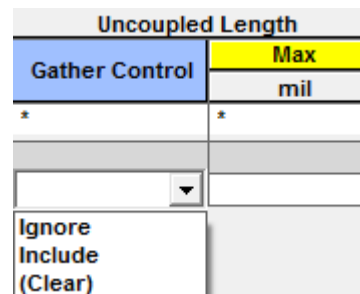 Uncoupled Length
Gather Control
Max
mil
* *
Ignore
Include
(Clear)